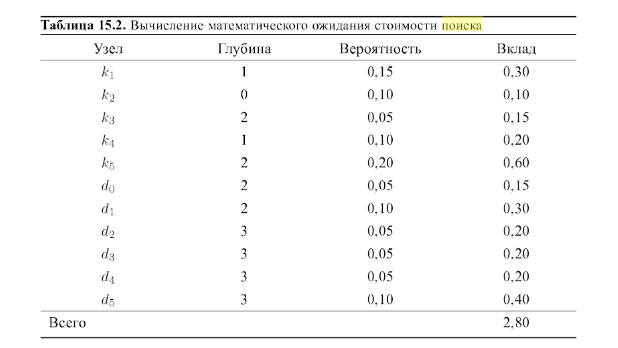 Таблица 15.2. Вычисление математического ожидания стоимости поиска
Узел Глубина Вероятность Вклад
k₁ 1 0,15 0,30
k₂ 0 0,10 0,10
k₃ 2 0,05 0,15
k₄ 1 0,10 0,20
k₅ 2 0,20 0,60
d₀ 2 0,05 0,15
d₁ 2 0,10 0,30
d₂ 3 0,05 0,20
d₃ 3 0,05 0,20
d₄ 3 0,05 0,20
d₅ 3 0,10 0,40
Всего 2,80